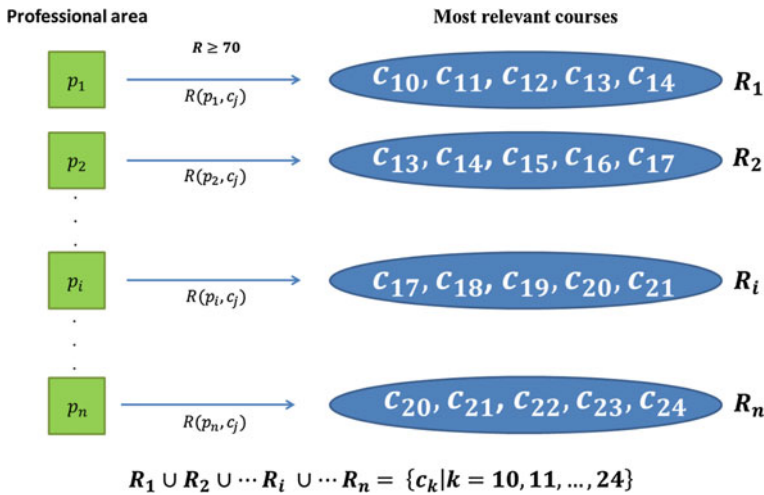 Professional area
Most relevant courses
R ≥ 70
p₁
R(p₁, cⱼ)
c₁₀, c₁₁, c₁₂, c₁₃, c₁₄
R₁
p₂
R(p₂, cⱼ)
c₁₃, c₁₄, c₁₅, c₁₆, c₁₇
R₂
.
.
.
pᵢ
R(pᵢ, cⱼ)
c₁₇, c₁₈, c₁₉, c₂₀, c₂₁
Rᵢ
.
.
.
pₙ
R(pₙ, cⱼ)
c₂₀, c₂₁, c₂₂, c₂₃, c₂₄
Rₙ
R₁ ∪ R₂ ∪ ⋯ Rᵢ ∪ ⋯ Rₙ = {cₖ|k = 10, 11, …, 24}